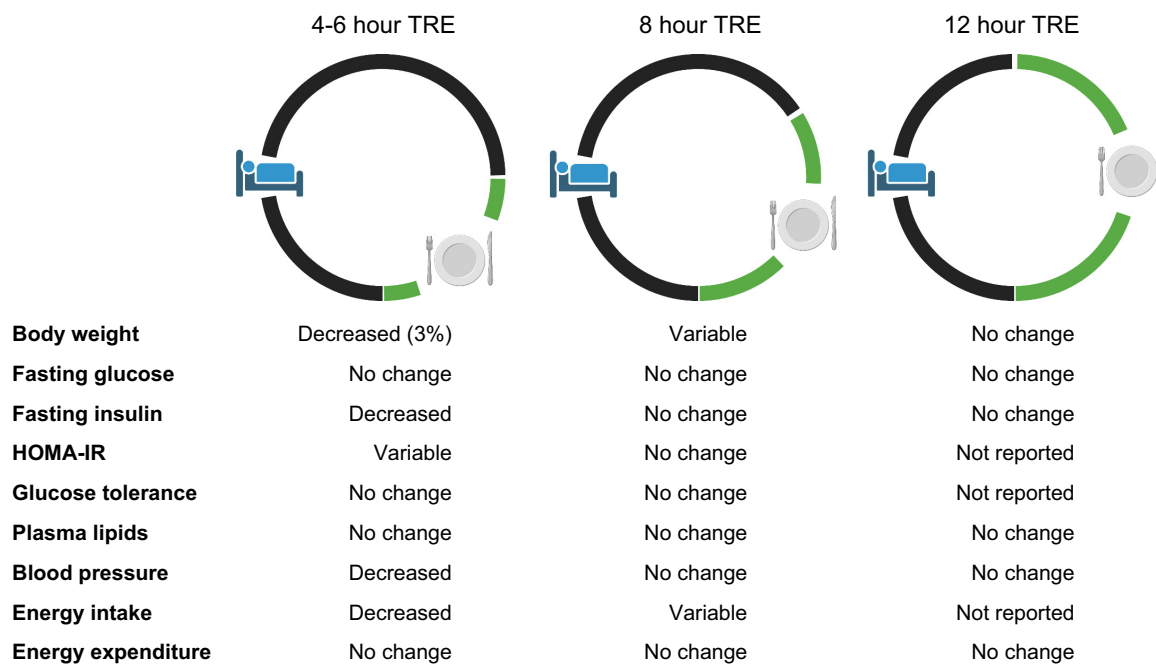 4-6 hour TRE 8 hour TRE 12 hour TRE
Body weight Decreased (3%) Variable No change
Fasting glucose No change No change No change
Fasting insulin Decreased No change No change
HOMA-IR Variable No change Not reported
Glucose tolerance No change No change Not reported
Plasma lipids No change No change No change
Blood pressure Decreased No change No change
Energy intake Decreased Variable Not reported
Energy expenditure No change No change No change